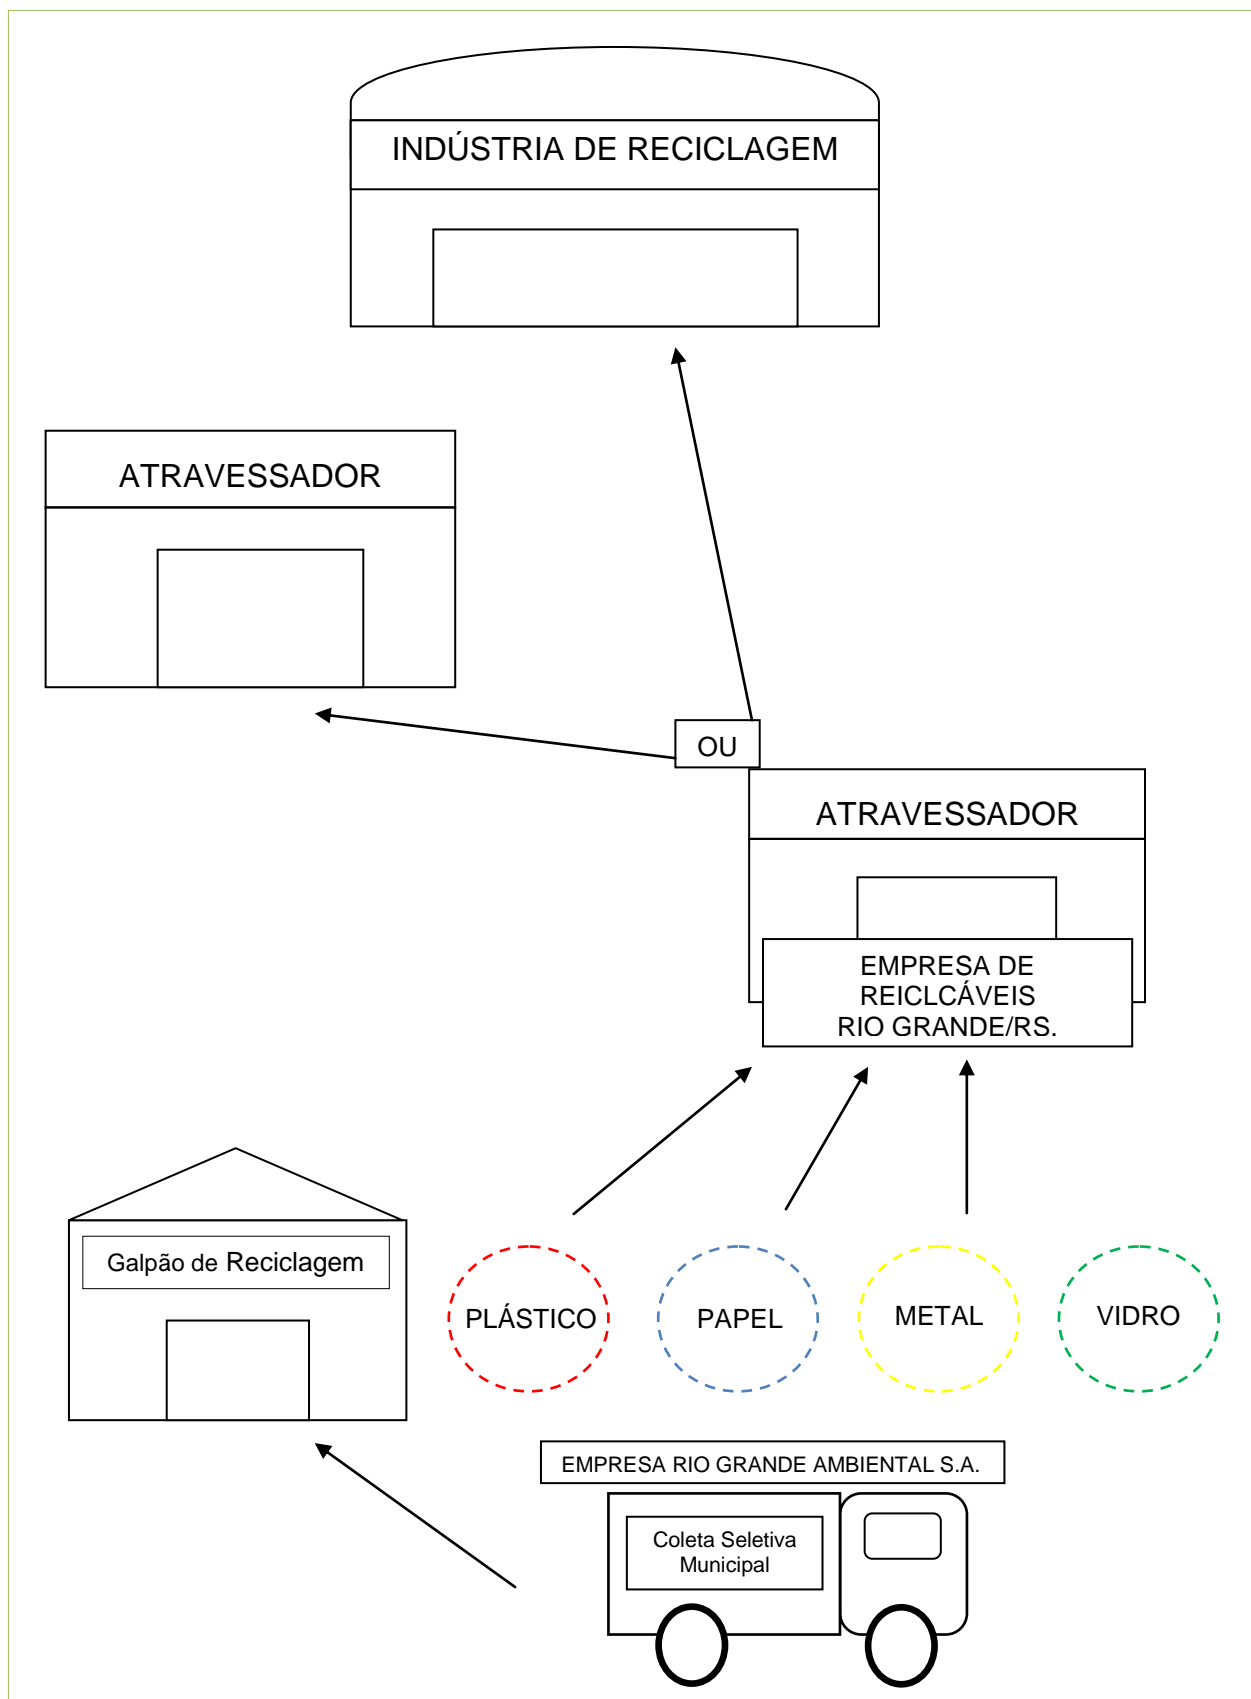 INDÚSTRIA DE RECICLAGEM
ATRAVESSADOR
OU
ATRAVESSADOR
EMPRESA DE
REICLCÁVEIS
RIO GRANDE/RS.
Galpão de Reciclagem
PLÁSTICO
PAPEL
METAL
VIDRO
EMPRESA RIO GRANDE AMBIENTAL S.A.
Coleta Seletiva
Municipal